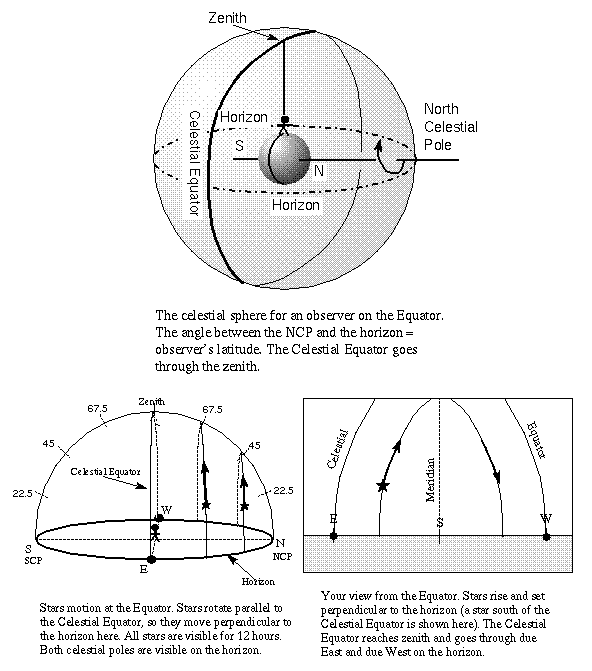 Zenith
Horizon
North
Celestial
Pole
S
N
Celestial Equator
Horizon
The celestial sphere for an observer on the Equator.
The angle between the NCP and the horizon =
observer's latitude. The Celestial Equator goes
through the zenith.
Zenith
67.5
67.5
45
45
Celestial Equator
22.5
22.5
W
S
SCP
N
NCP
E
Horizon
Stars motion at the Equator. Stars rotate parallel to
the Celestial Equator, so they move perpendicular to
the horizon here. All stars are visible for 12 hours.
Both celestial poles are visible on the horizon.
Celestial
Equator
Meridian
E
S
W
Your view from the Equator. Stars rise and set
perpendicular to the horizon (a star south of the
Celestial Equator is shown here). The Celestial
Equator reaches zenith and goes through due
East and due West on the horizon.